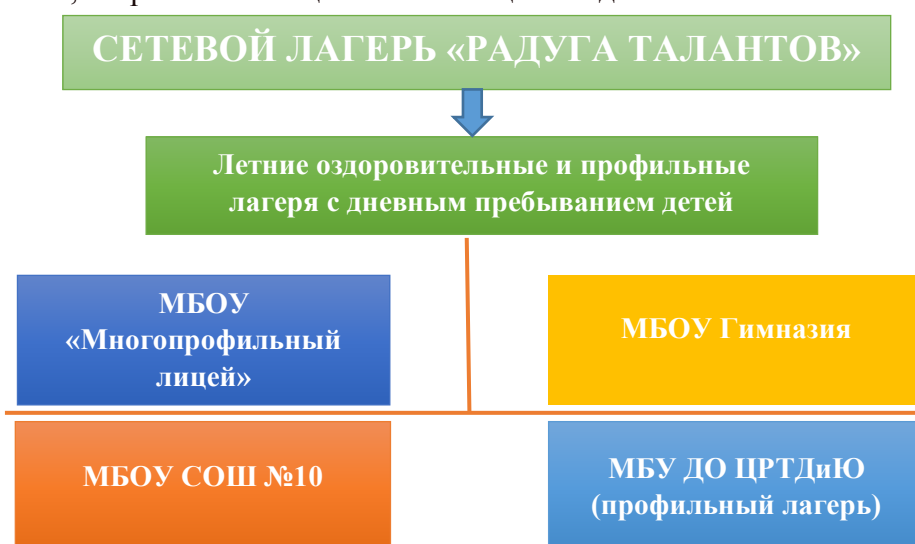 СЕТЕВОЙ ЛАГЕРЬ «РАДУГА ТАЛАНТОВ»
Летние оздоровительные и профильные
лагеря с дневным пребыванием детей
МБОУ
«Многопрофильный
лицей»
МБОУ Гимназия
МБОУ СОШ №10
МБУ ДО ЦРТДиЮ
(профильный лагерь)